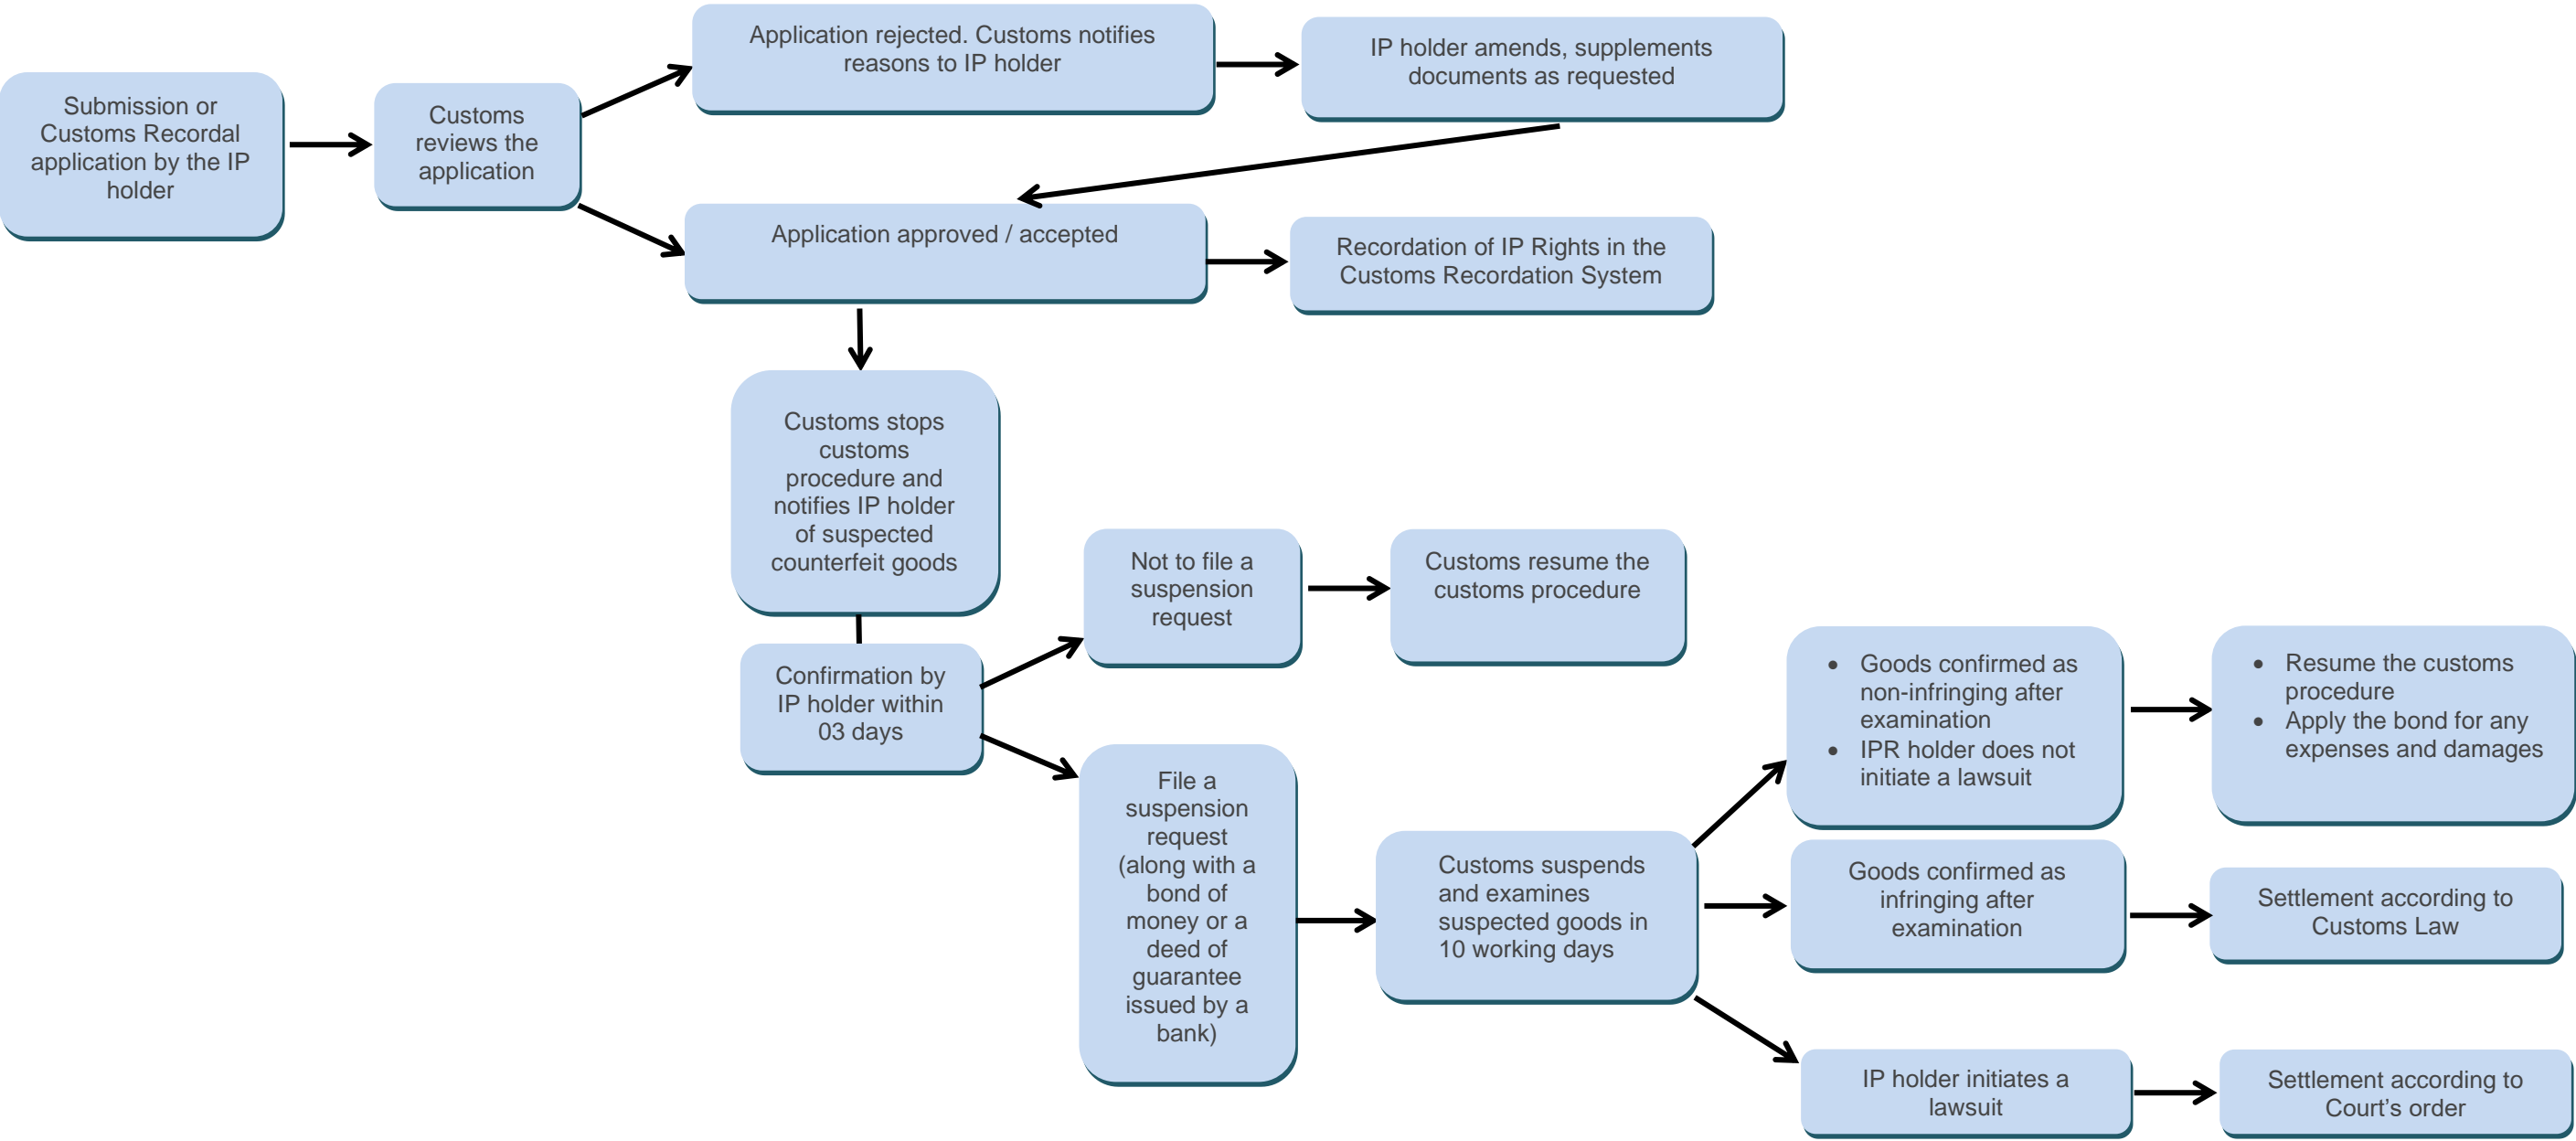 Submission or
Customs Recordal
application by the IP
holder
Customs
reviews the
application
Application rejected. Customs notifies
reasons to IP holder
IP holder amends, supplements
documents as requested
Application approved / accepted
Recordation of IP Rights in the
Customs Recordation System
Customs stops
customs
procedure and
notifies IP holder
of suspected
counterfeit goods
Confirmation by
IP holder within
03 days
Not to file a
suspension
request
Customs resume the
customs procedure
File a
suspension
request
(along with a
bond of
money or a
deed of
guarantee
issued by a
bank)
Customs suspends
and examines
suspected goods in
10 working days
• Goods confirmed as
non-infringing after
examination
• IPR holder does not
initiate a lawsuit
• Resume the customs
procedure
• Apply the bond for any
expenses and damages
Goods confirmed as
infringing after
examination
Settlement according to
Customs Law
IP holder initiates a
lawsuit
Settlement according to
Court’s order